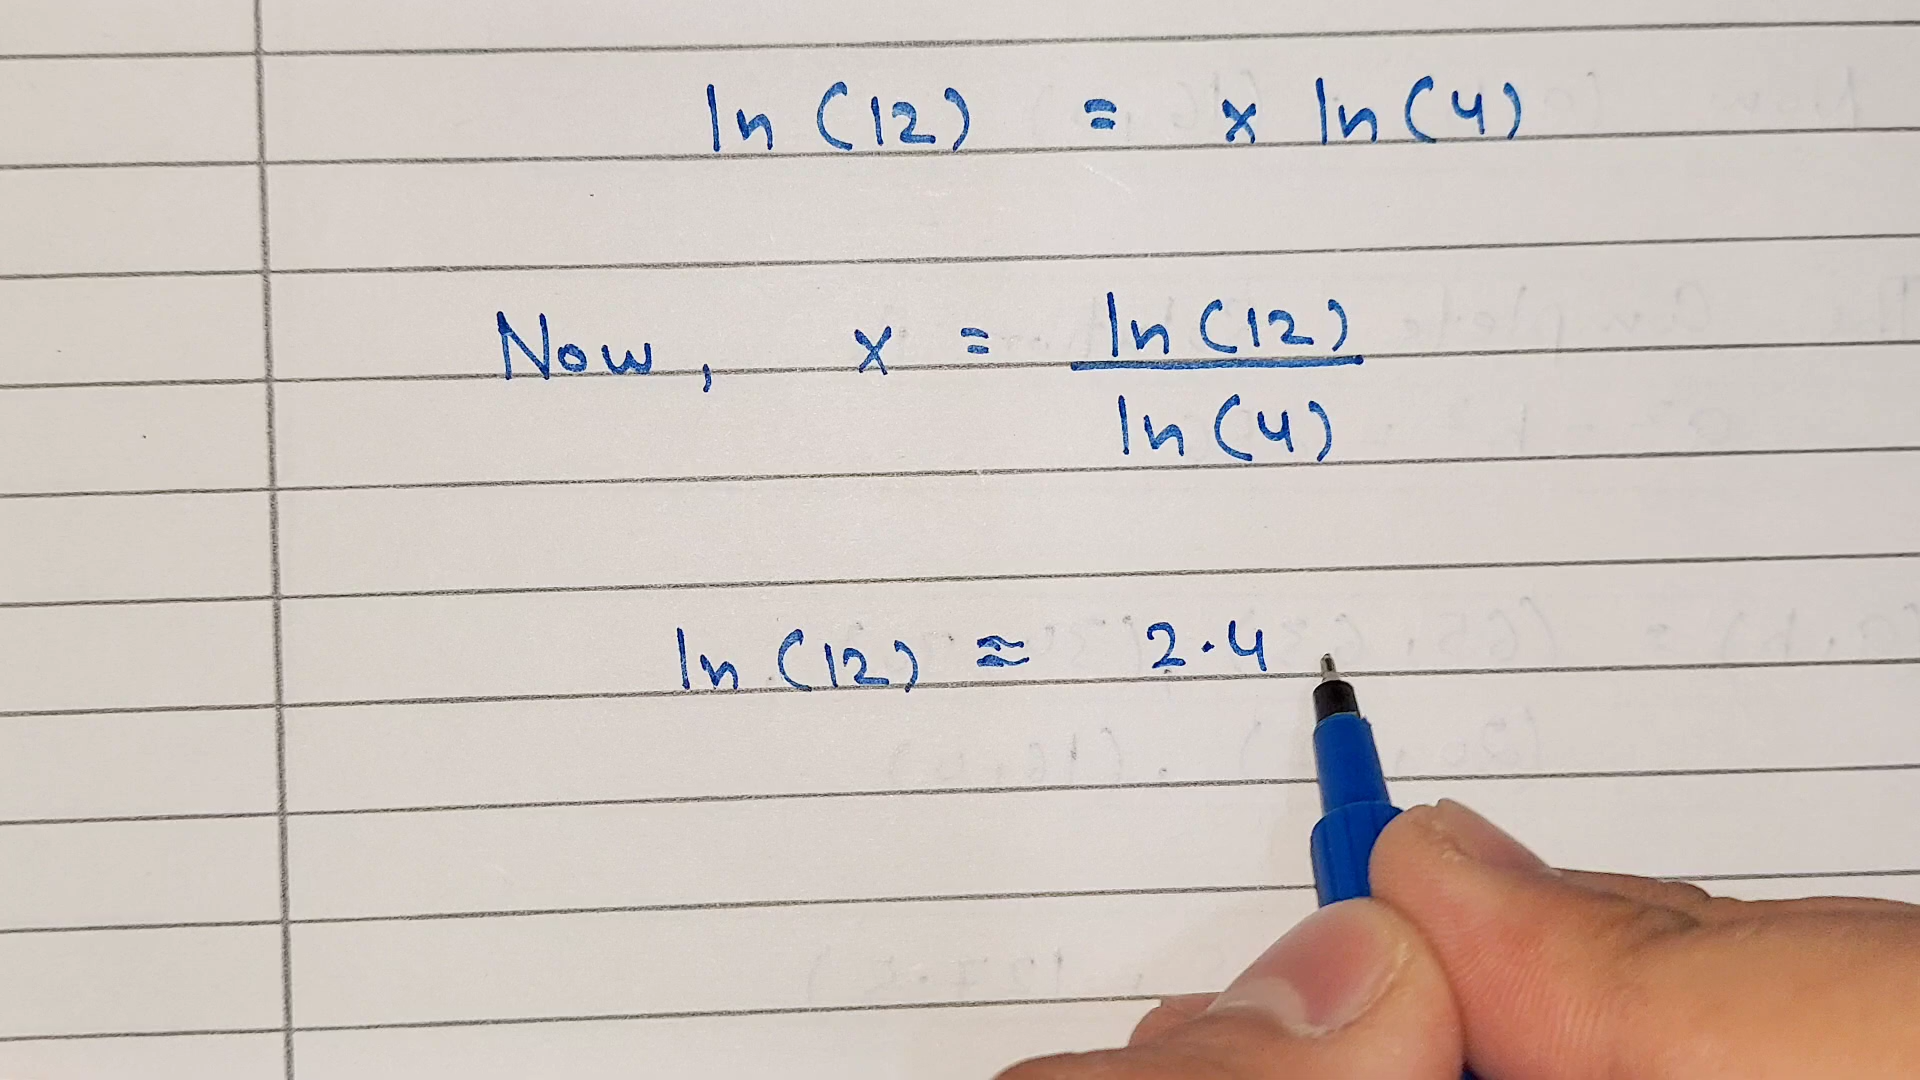 ln (12) = x ln (4)
Now, x = ln (12)
ln (4)
ln (12) ≈ 2.4